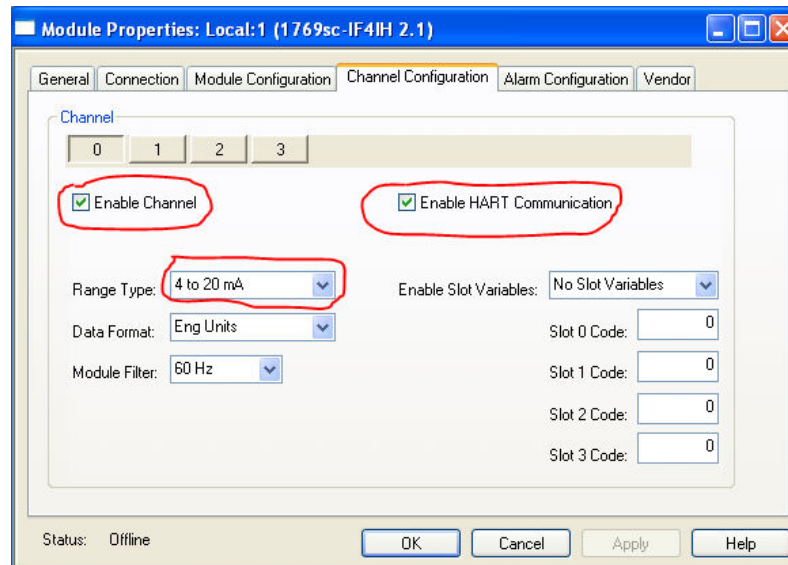 Module Properties: Local:1 (1769sc-IF4IH 2.1)
General Connection Module Configuration Channel Configuration Alarm Configuration Vendor
Channel
0 1 2 3
Enable Channel Enable HART Communication
Range Type: 4 to 20 mA Enable Slot Variables: No Slot Variables
Data Format: Eng Units Slot 0 Code: 0
Module Filter: 60 Hz Slot 1 Code: 0
Slot 2 Code: 0
Slot 3 Code: 0
Status: Offline OK Cancel Apply Help